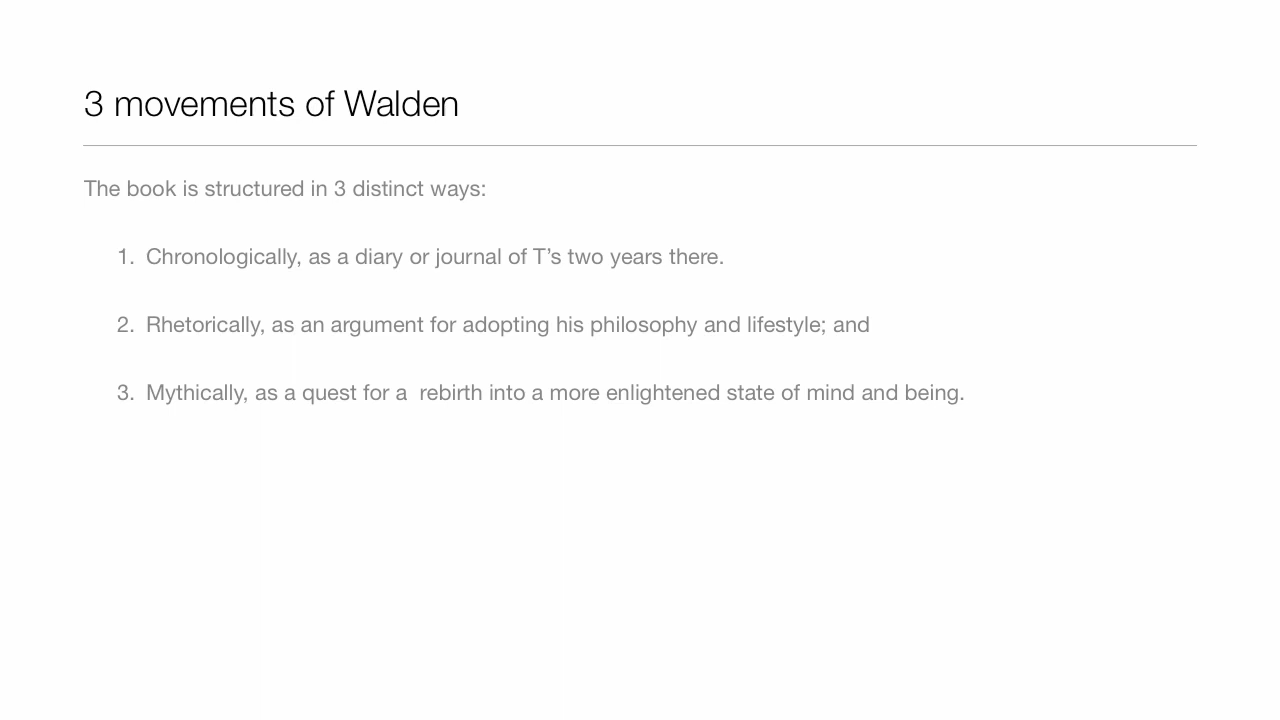 3 movements of Walden
The book is structured in 3 distinct ways:
1. Chronologically, as a diary or journal of T’s two years there.
2. Rhetorically, as an argument for adopting his philosophy and lifestyle; and
3. Mythically, as a quest for a  rebirth into a more enlightened state of mind and being.